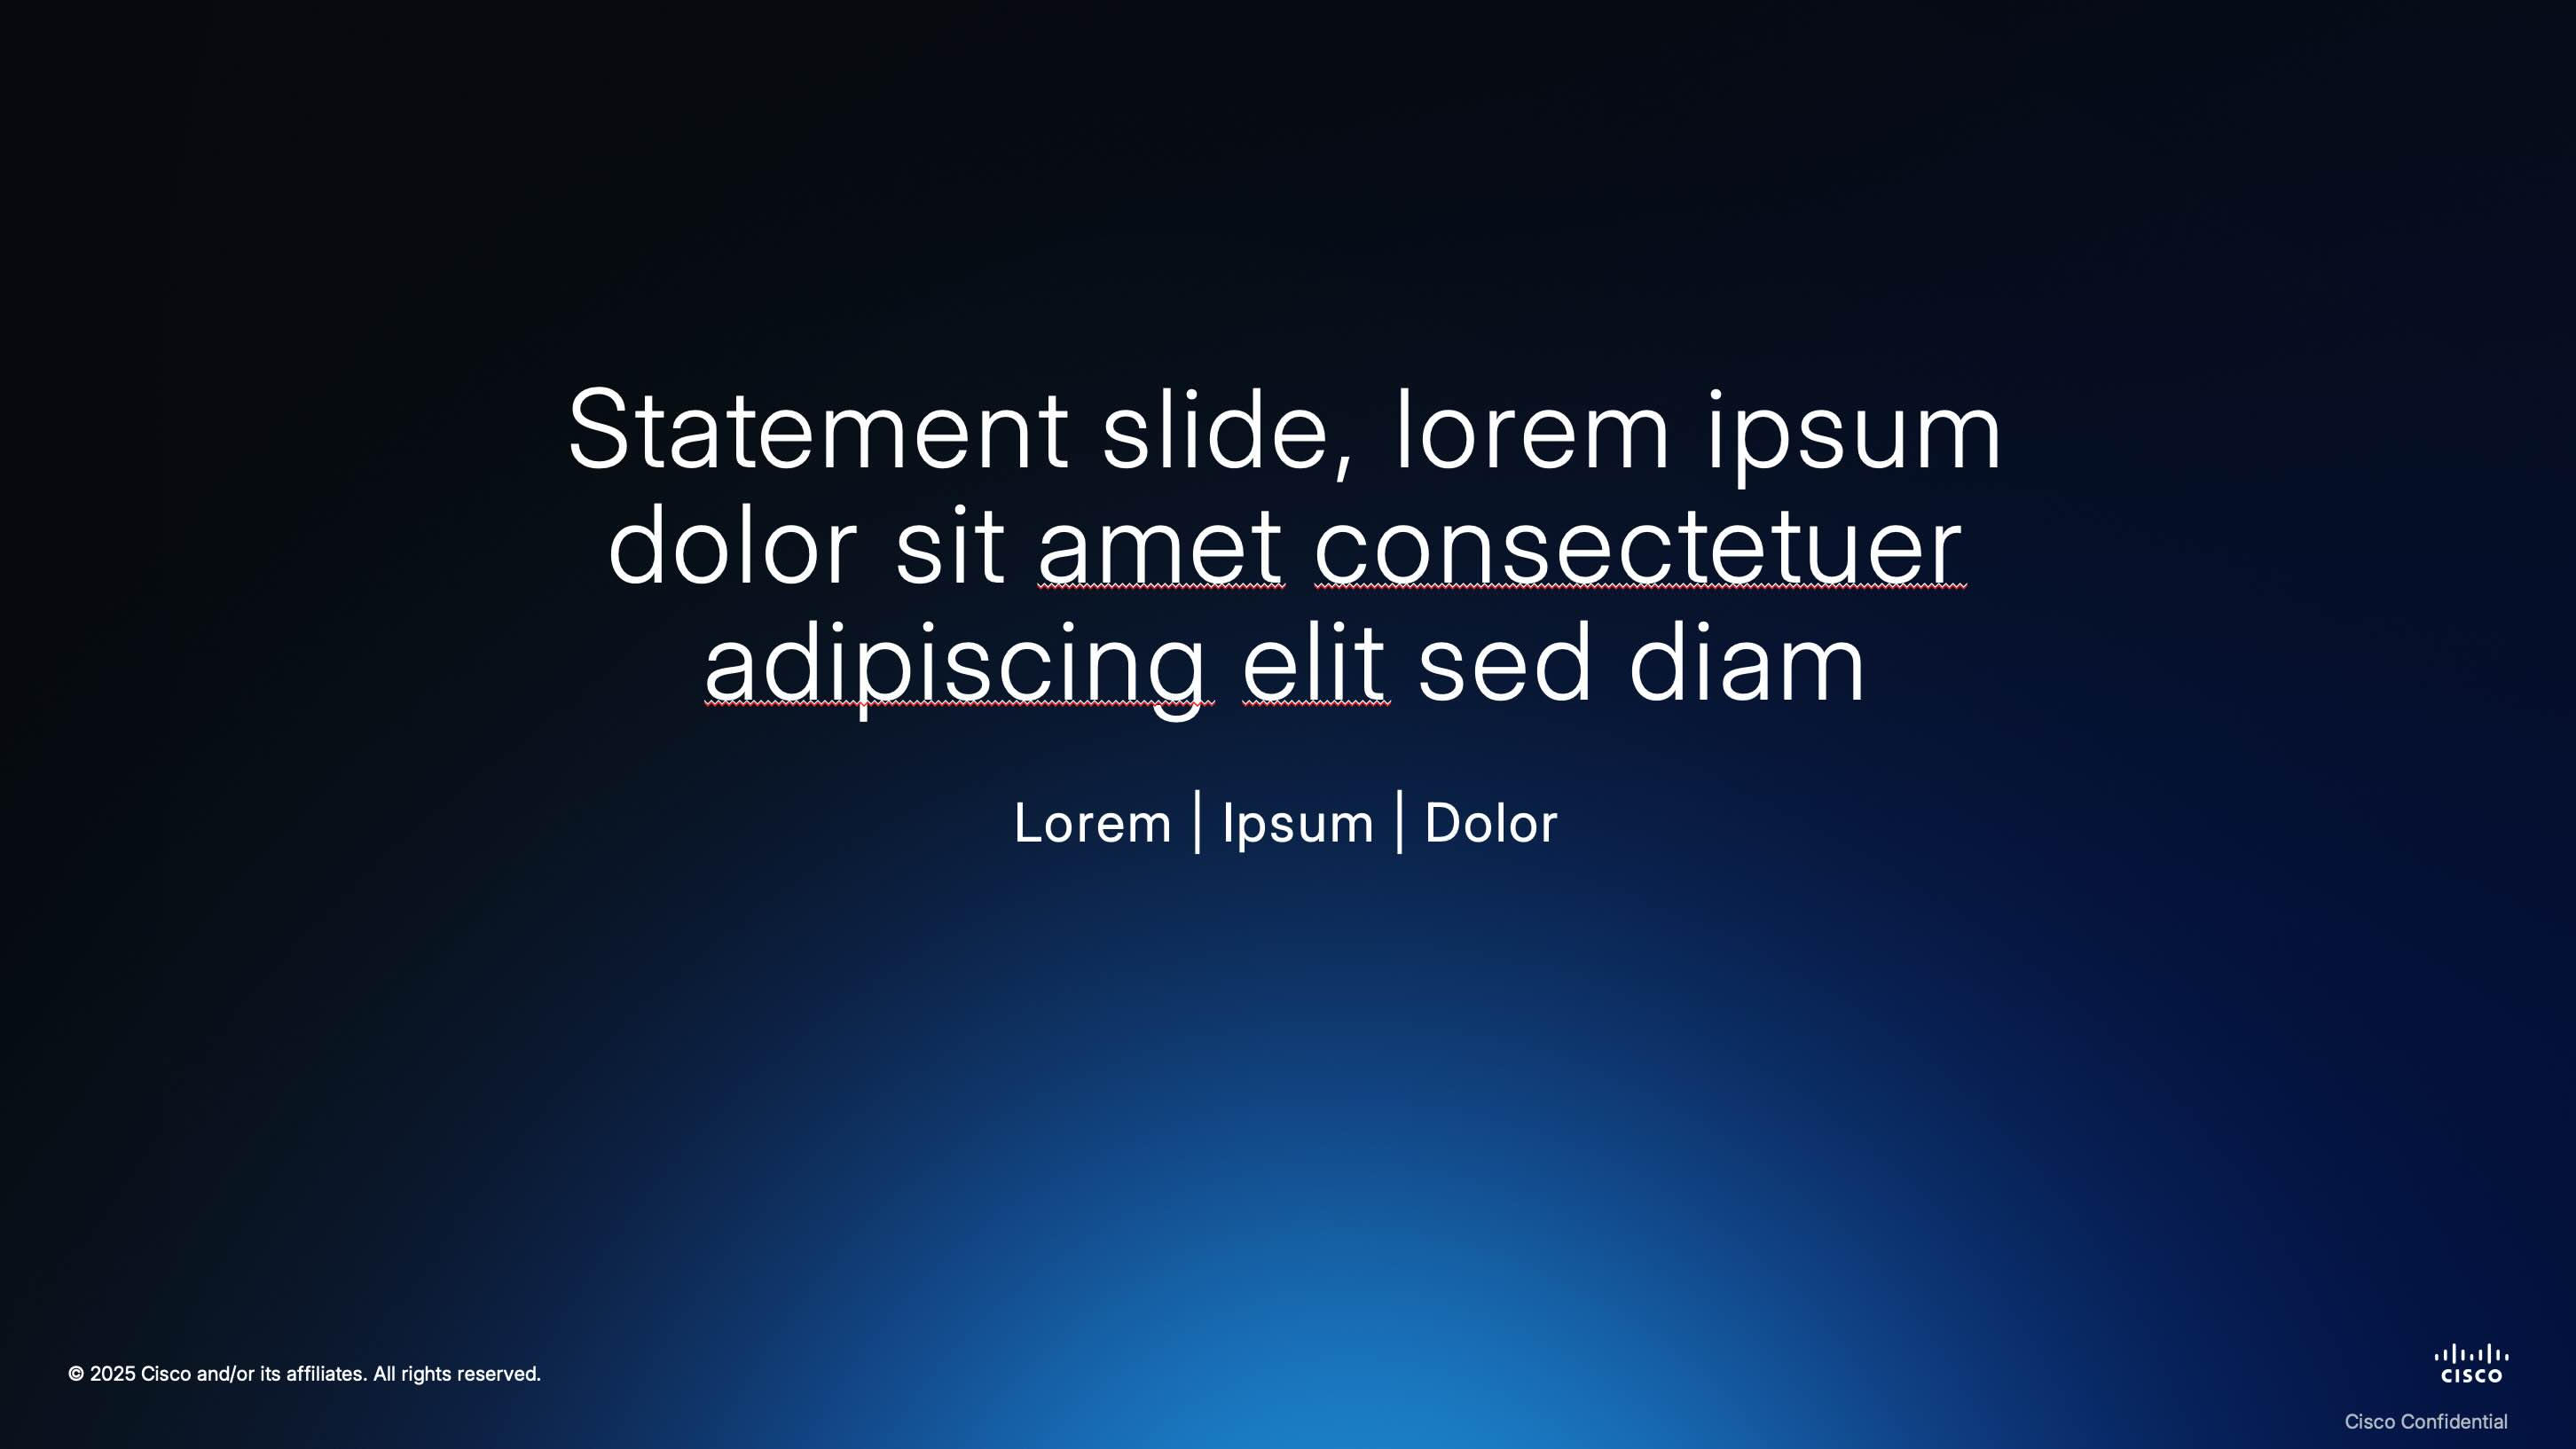 Statement slide, lorem ipsum
dolor sit amet consectetuer
adipiscing elit sed diam
Lorem | Ipsum | Dolor
© 2025 Cisco and/or its affiliates. All rights reserved.
CISCO
Cisco Confidential